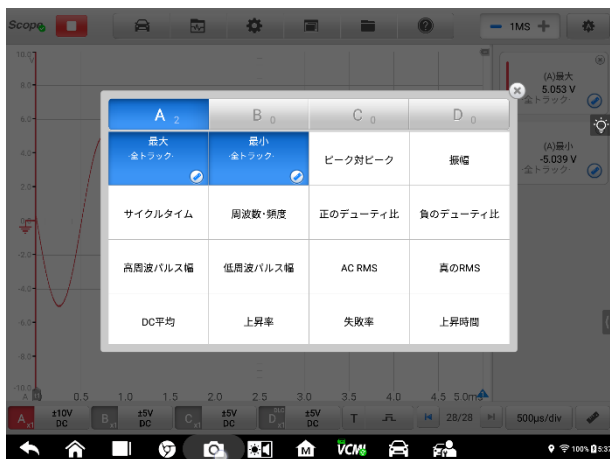 Scope
1MS
10.0
V
8.0
6.0
2.0
0.0
-2.0
-4.0
-6.0
-8.0
-10.0
(A)最大
5.053 V
全トラック·
(A)最小
-5.039 V
全トラック·
A 2
B 0
C 0
D 0
最大
·全トラック·
最小
·全トラック·
ピーク対ピーク
振幅
サイクルタイム
周波数·頻度
正のデューティ比
負のデューティ比
高周波パルス幅
低周波パルス幅
AC RMS
真のRMS
DC平均
上昇率
失敗率
上昇時間
A
0.5
1.0
1.5
2.0
2.5
3.0
3.5
4.0
4.5
5.0ms
A x1
±10V
DC
B x1
±5V
DC
C x1
±5V
DC
D x1
±5V
DC
T
28/28
500µs/div
M
VCMI
100%
5:37